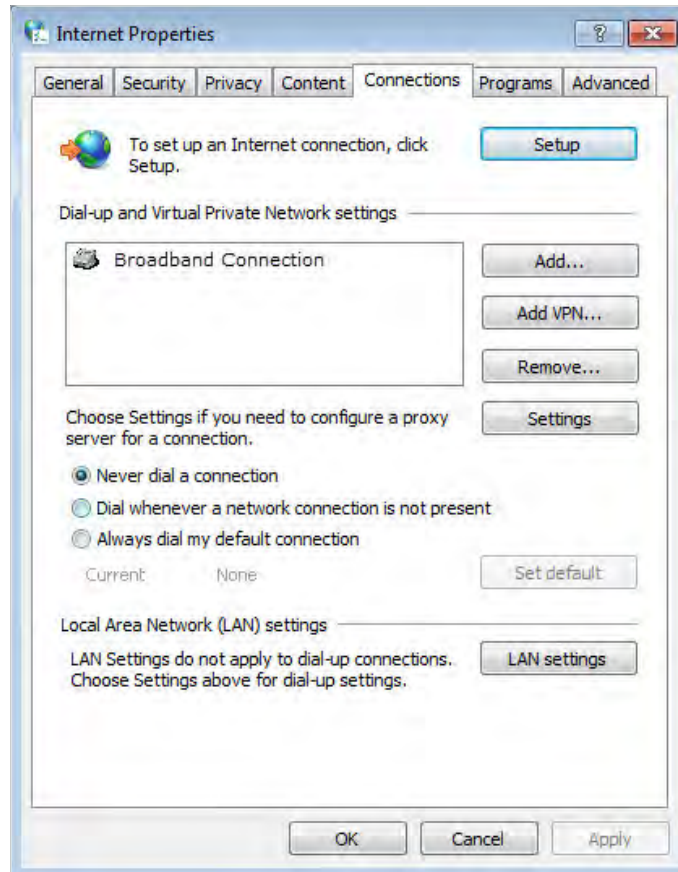 Internet Properties
General Security Privacy Content Connections Programs Advanced
To set up an Internet connection, click
Setup.
Setup
Dial-up and Virtual Private Network settings
Broadband Connection
Add...
Add VPN...
Remove...
Choose Settings if you need to configure a proxy
server for a connection.
Settings
Never dial a connection
Dial whenever a network connection is not present
Always dial my default connection
Current None
Set default
Local Area Network (LAN) settings
LAN Settings do not apply to dial-up connections.
Choose Settings above for dial-up settings.
LAN settings
OK Cancel Apply